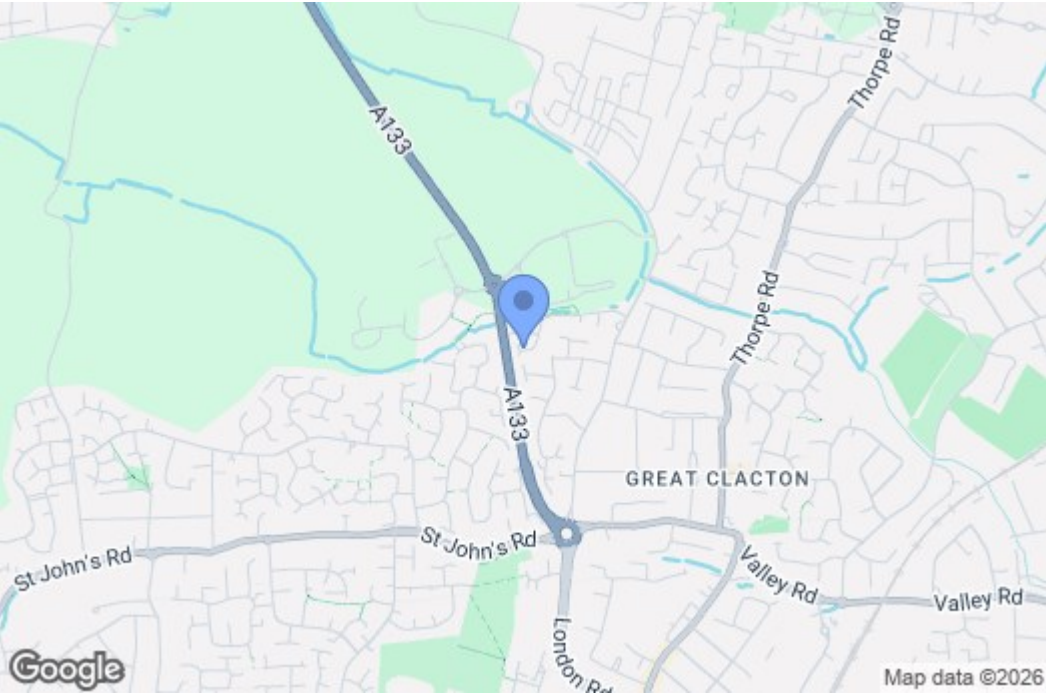 Thorpe Rd
A133
Thorpe Rd
A133
GREAT CLACTON
St John's Rd
St John's Rd
Valley Rd
Valley Rd
London Rd
Google
Map data ©2026